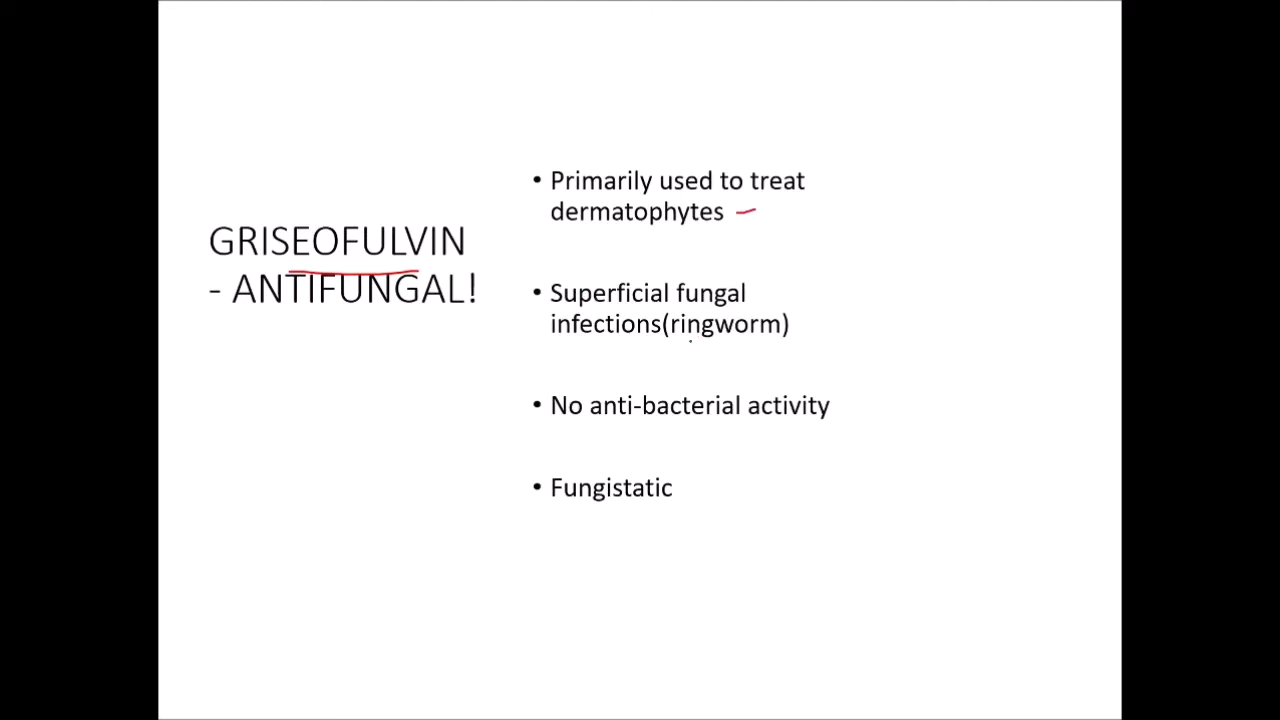 GRISEOFULVIN
- ANTIFUNGAL!
• Primarily used to treat
dermatophytes
• Superficial fungal
infections(ringworm)
• No anti-bacterial activity
• Fungistatic